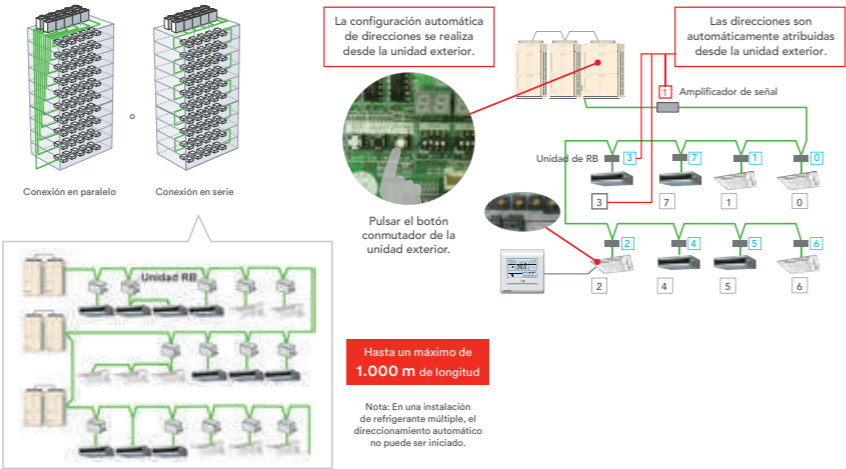 La configuración automática
de direcciones se realiza
desde la unidad exterior.
Las direcciones son
automáticamente atribuidas
desde la unidad exterior.
1
Amplificador de señal
o
Conexión en paralelo
Conexión en serie
Unidad de RB
3
7
1
0
3
7
1
0
Pulsar el botón
conmutador de la
unidad exterior.
2
4
5
6
2
4
5
6
Unidad RB
Hasta un máximo de
1.000 m de longitud
Nota: En una instalación
de refrigerante múltiple, el
direccionamiento automático
no puede ser iniciado.